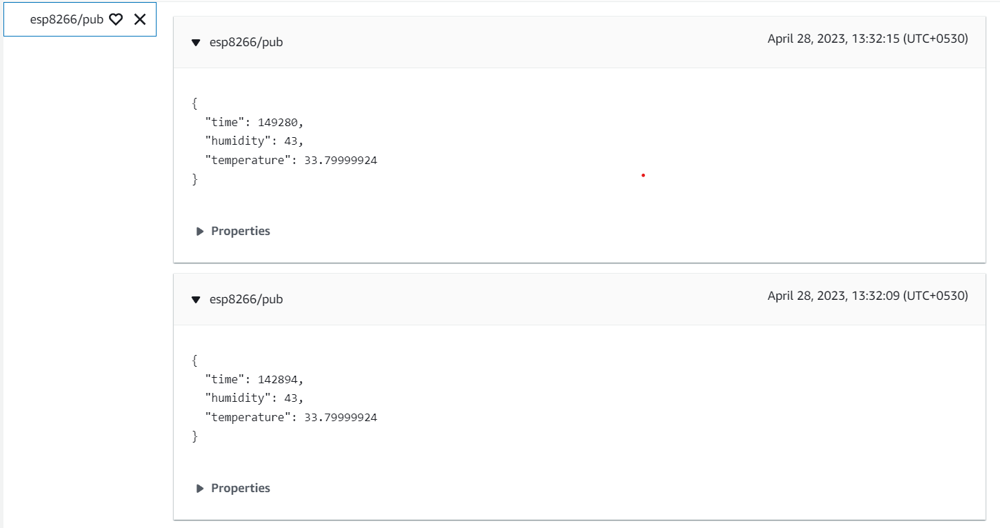 esp8266/pub
esp8266/pub April 28, 2023, 13:32:15 (UTC+0530)
{
"time": 149280,
"humidity": 43,
"temperature": 33.79999924
}
Properties
esp8266/pub April 28, 2023, 13:32:09 (UTC+0530)
{
"time": 142894,
"humidity": 43,
"temperature": 33.79999924
}
Properties